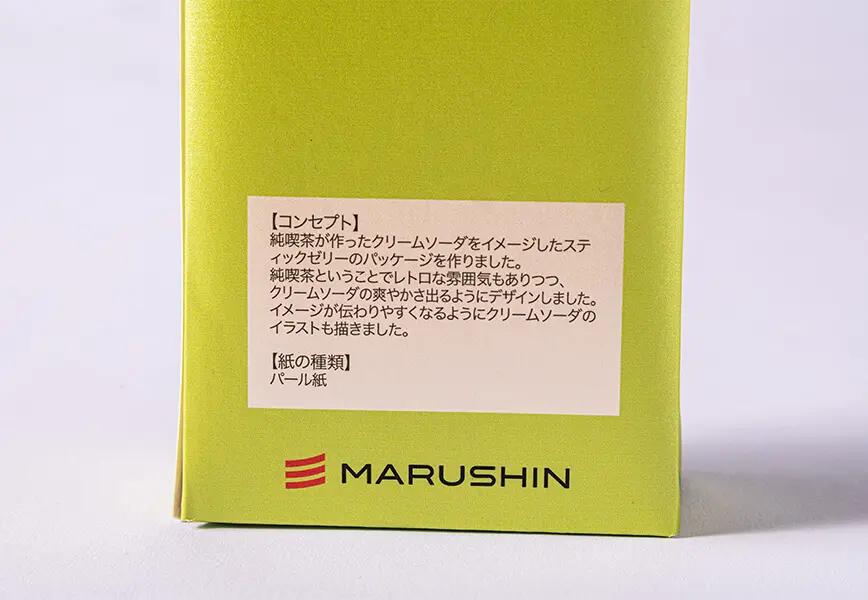 【コンセプト】
純喫茶が作ったクリームソーダをイメージしたステ
ィックゼリーのパッケージを作りました。
純喫茶ということでレトロな雰囲気もありつつ、
クリームソーダの爽やかさ出るようにデザインしました。
イメージが伝わりやすくなるようにクリームソーダの
イラストも描きました。
【紙の種類】
パール紙
MARUSHIN